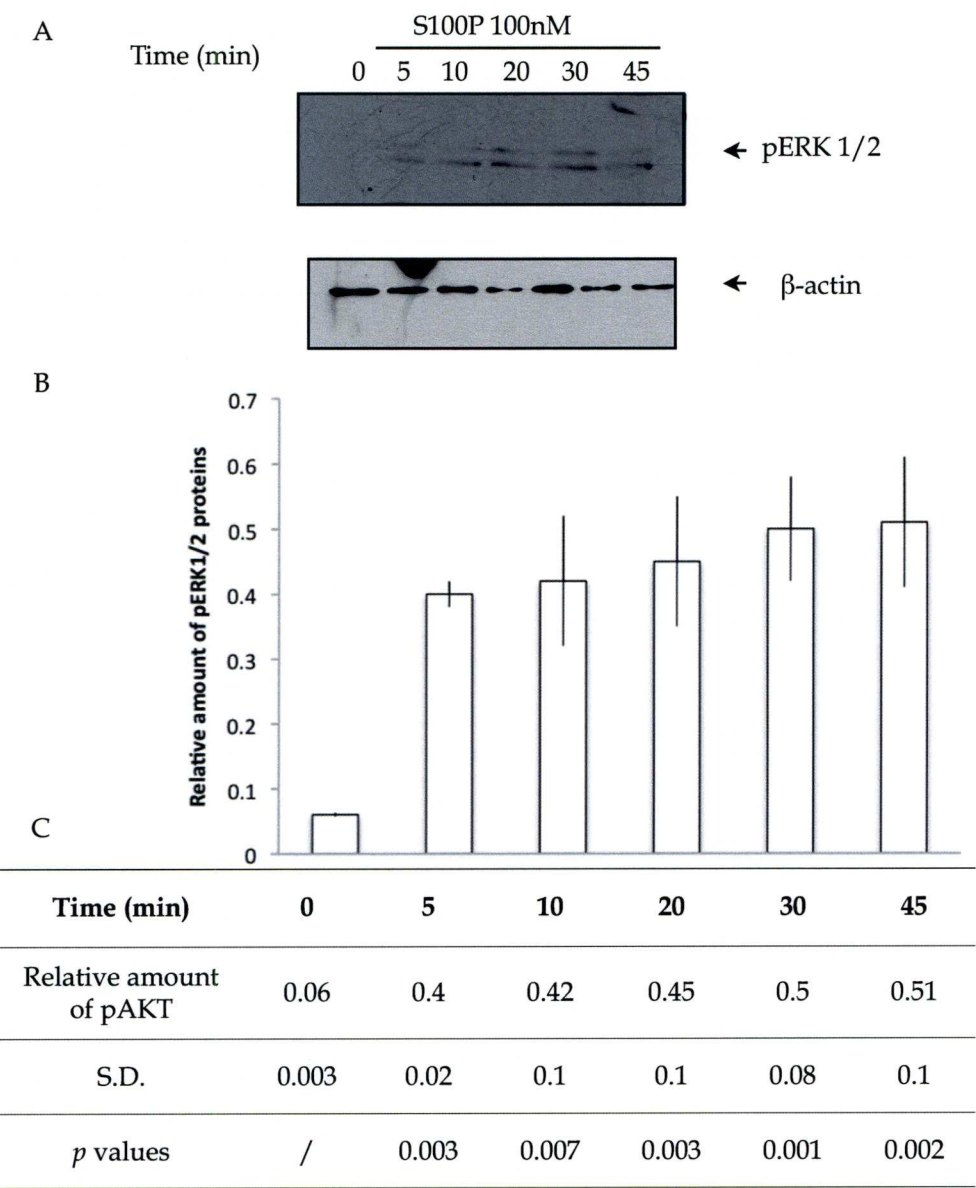 A
S100P 100nM
Time (min)
0 5 10 20 30 45
pERK 1/2
β-actin
B
0.7
0.6
0.5
0.4
0.3
0.2
0.1
0
Relative amount of pERK1/2 proteins
C
Time (min) 0 5 10 20 30 45
Relative amount
of pAKT 0.06 0.4 0.42 0.45 0.5 0.51
S.D. 0.003 0.02 0.1 0.1 0.08 0.1
p values / 0.003 0.007 0.003 0.001 0.002